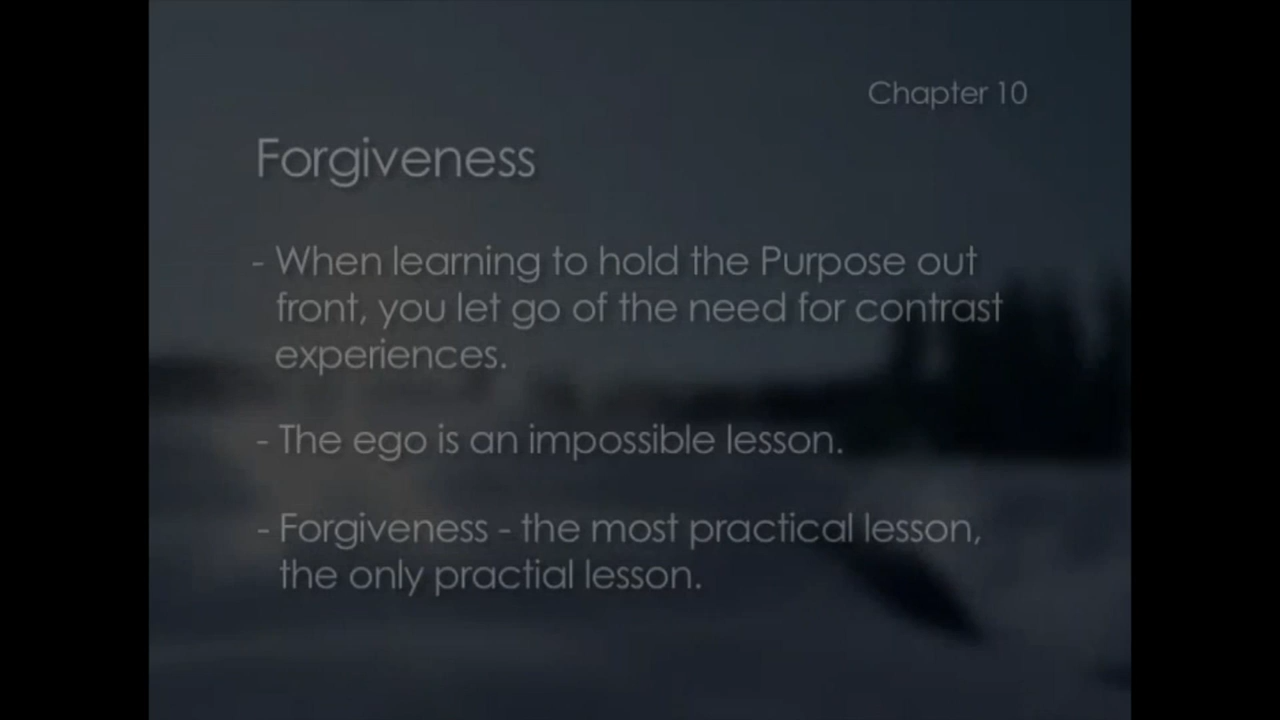 Chapter 10
Forgiveness
- When learning to hold the Purpose out
front, you let go of the need for contrast
experiences.
- The ego is an impossible lesson.
- Forgiveness - the most practical lesson,
the only practial lesson.